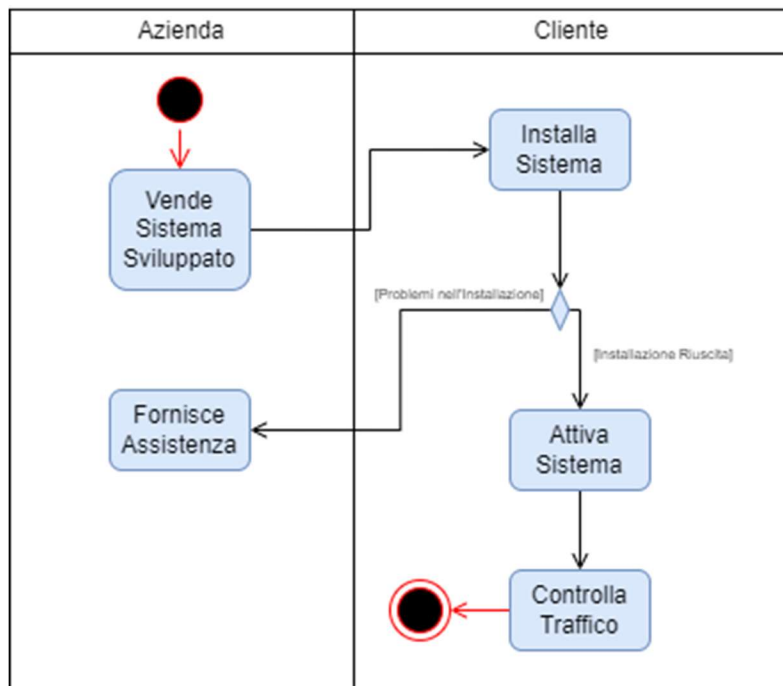 Azienda
Cliente
Installa
Sistema
Vende
Sistema
Sviluppato
[Problemi nell'Installazione]
[Installazione Riuscita]
Fornisce
Assistenza
Attiva
Sistema
Controlla
Traffico